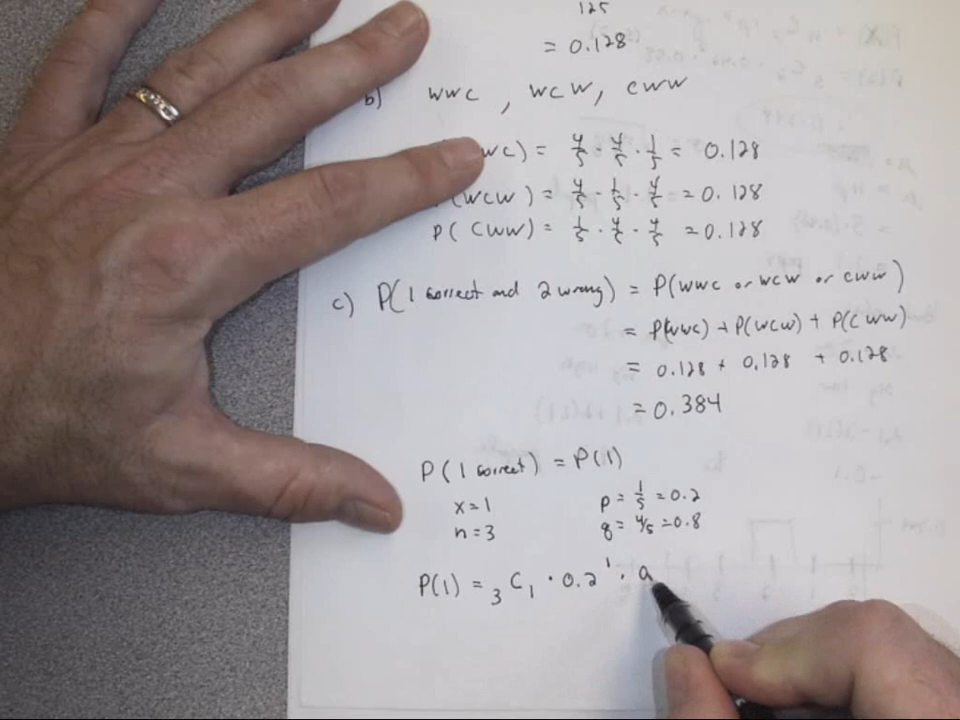 125
= 0.128
b) wwc , wcw, cww
wc) = 4/5 · 4/5 · 1/5 = 0.128
(wcw) = 4/5 · 1/5 · 4/5 = 0.128
P(cww) = 1/5 · 4/5 · 4/5 = 0.128
c) P(1 correct and 2 wrong) = P(wwc or wcw or cww)
= P(wwc) + P(wcw) + P(cww)
= 0.128 + 0.128 + 0.128
= 0.384
P(1 correct) = P(1)
x=1 p = 1/5 = 0.2
n=3 q = 4/5 = 0.8
P(1) = ₃C₁ · 0.2¹ ·